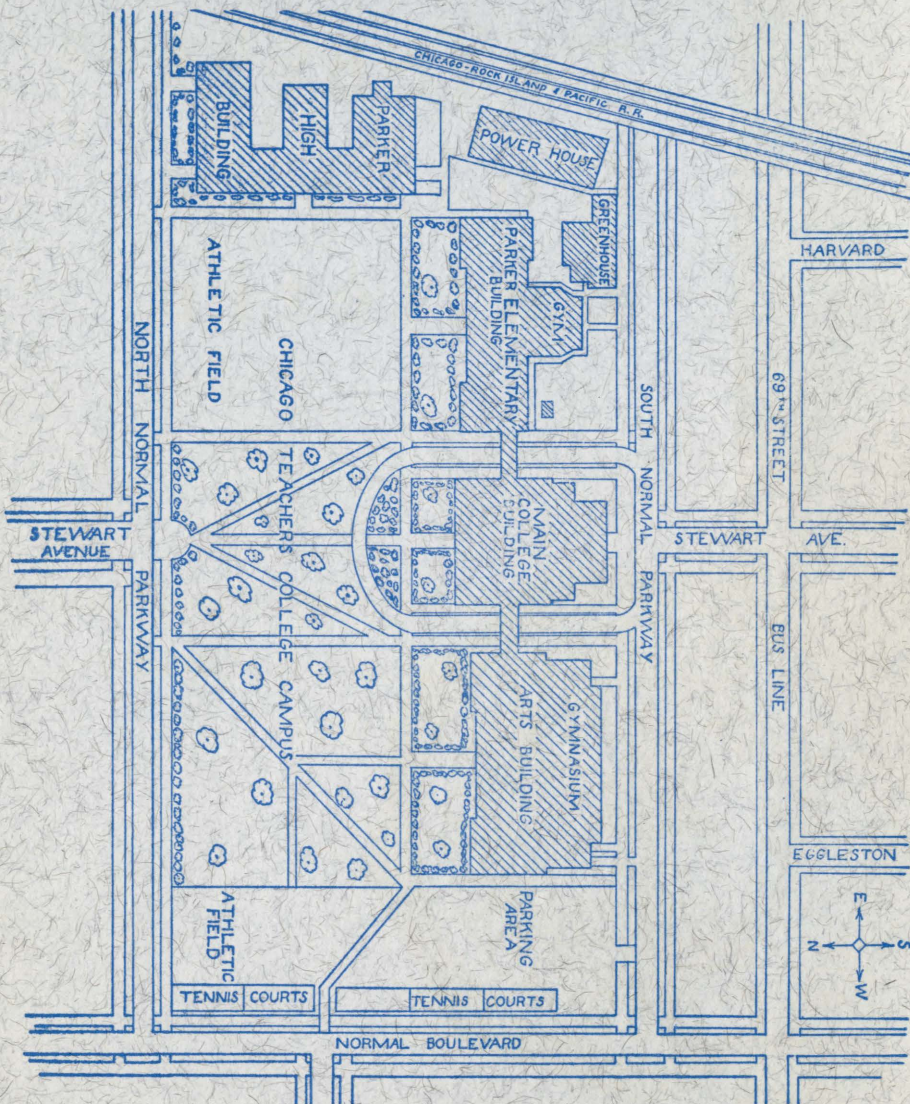 CHICAGO-ROCK ISLAND & PACIFIC R. R.
PARKER
HIGH
BUILDING
POWER HOUSE
GREENHOUSE
HARVARD
PARKER ELEMENTARY
BUILDING
GYM
ATHLETIC FIELD
CHICAGO TEACHERS COLLEGE CAMPUS
NORTH NORMAL PARKWAY
SOUTH NORMAL PARKWAY
69TH STREET
BUS LINE
STEWART
AVENUE
MAIN
COLLEGE
BUILDING
STEWART AVE.
GYMNASIUM
ARTS BUILDING
EGGLESTON
ATHLETIC
FIELD
PARKING
AREA
E
S
N
W
TENNIS COURTS
TENNIS COURTS
NORMAL BOULEVARD